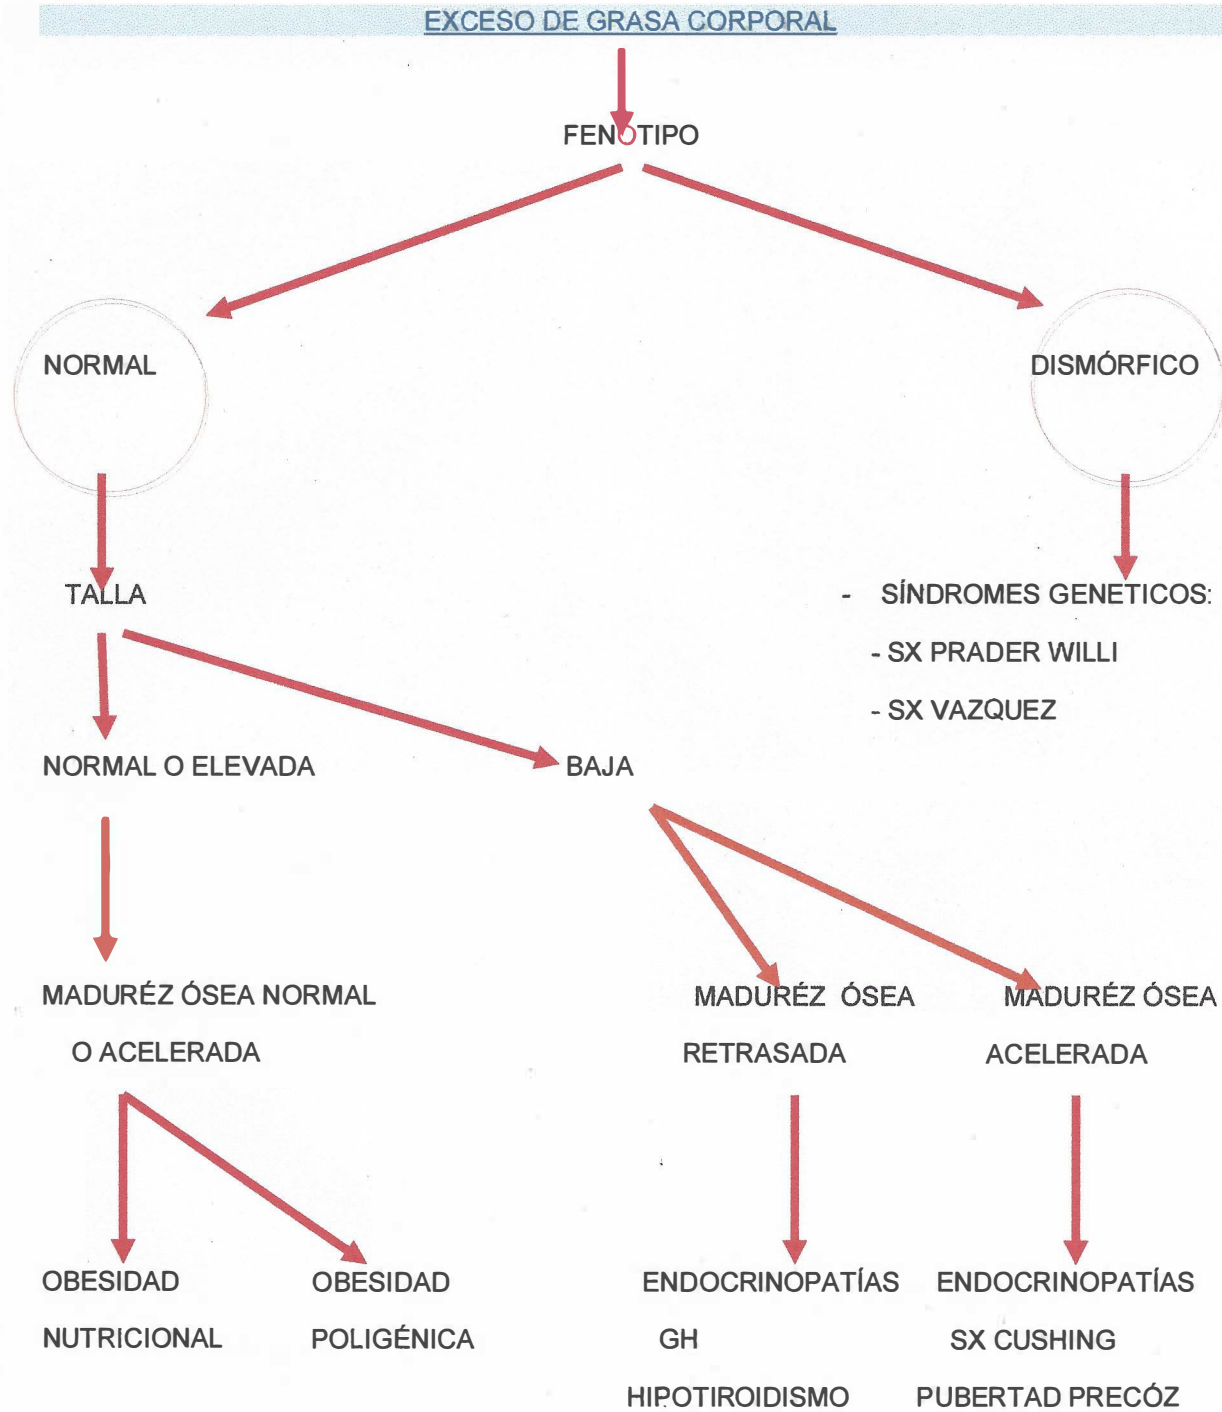 EXCESO DE GRASA CORPORAL
FENOTIPO
NORMAL
DISMÓRFICO
TALLA
- SÍNDROMES GENETICOS:
- SX PRADER WILLI
- SX VAZQUEZ
NORMAL O ELEVADA
BAJA
MADURÉZ ÓSEA NORMAL
O ACELERADA
MADURÉZ ÓSEA
RETRASADA
MADURÉZ ÓSEA
ACELERADA
OBESIDAD
NUTRICIONAL
OBESIDAD
POLIGÉNICA
ENDOCRINOPATÍAS
GH
HIPOTIROIDISMO
ENDOCRINOPATÍAS
SX CUSHING
PUBERTAD PRECÓZ